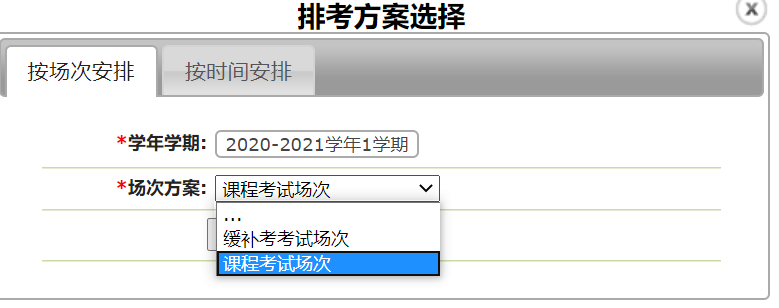 排考方案选择
按场次安排 按时间安排
*学年学期: 2020-2021学年1学期
*场次方案: 课程考试场次
...
缓补考考试场次
课程考试场次